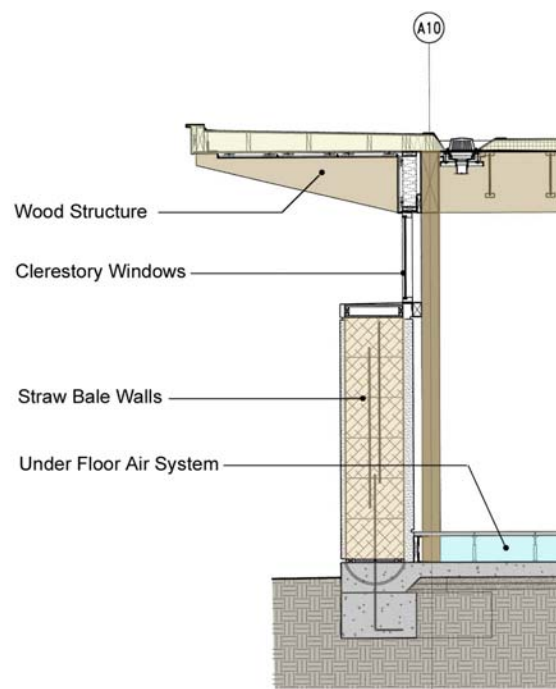 A10
Wood Structure
Clerestory Windows
Straw Bale Walls
Under Floor Air System